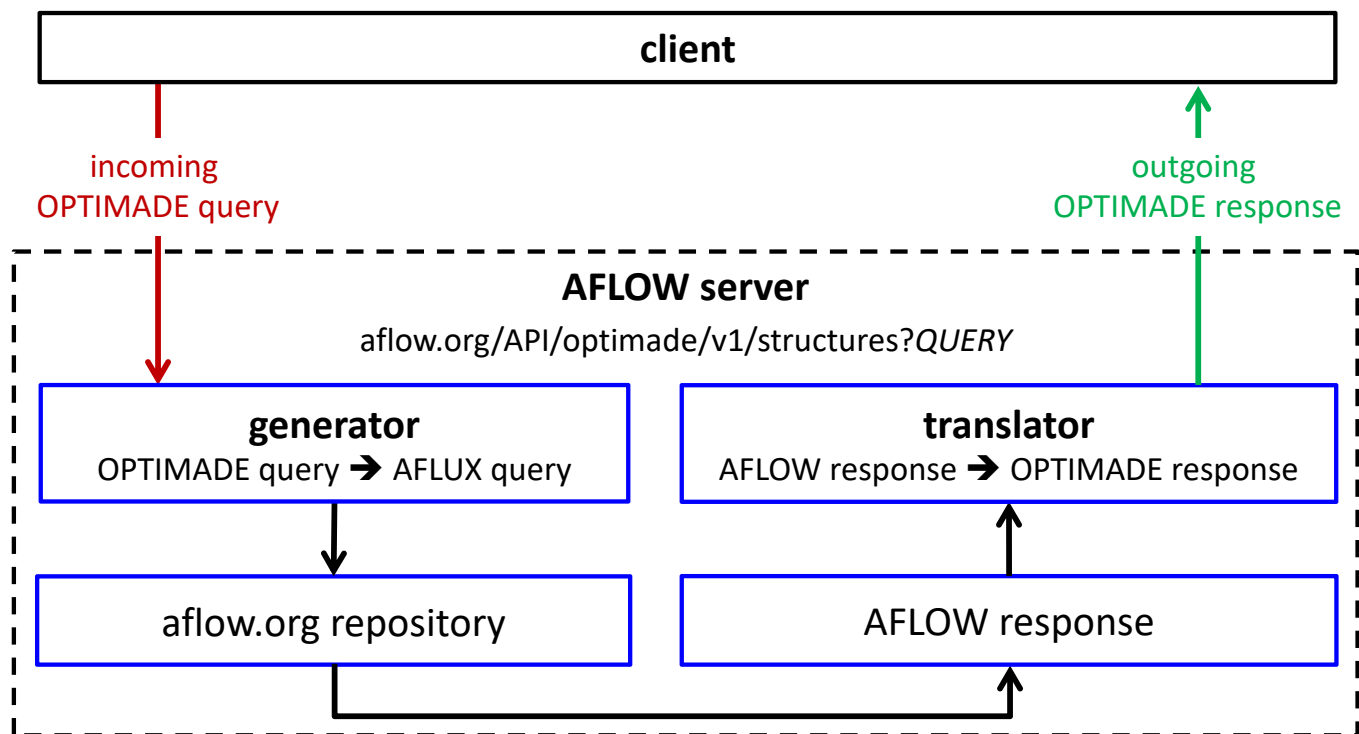 client
incoming
OPTIMADE query
outgoing
OPTIMADE response
AFLOW server
aflow.org/API/optimade/v1/structures?QUERY
generator
OPTIMADE query ➔ AFLUX query
translator
AFLOW response ➔ OPTIMADE response
aflow.org repository
AFLOW response